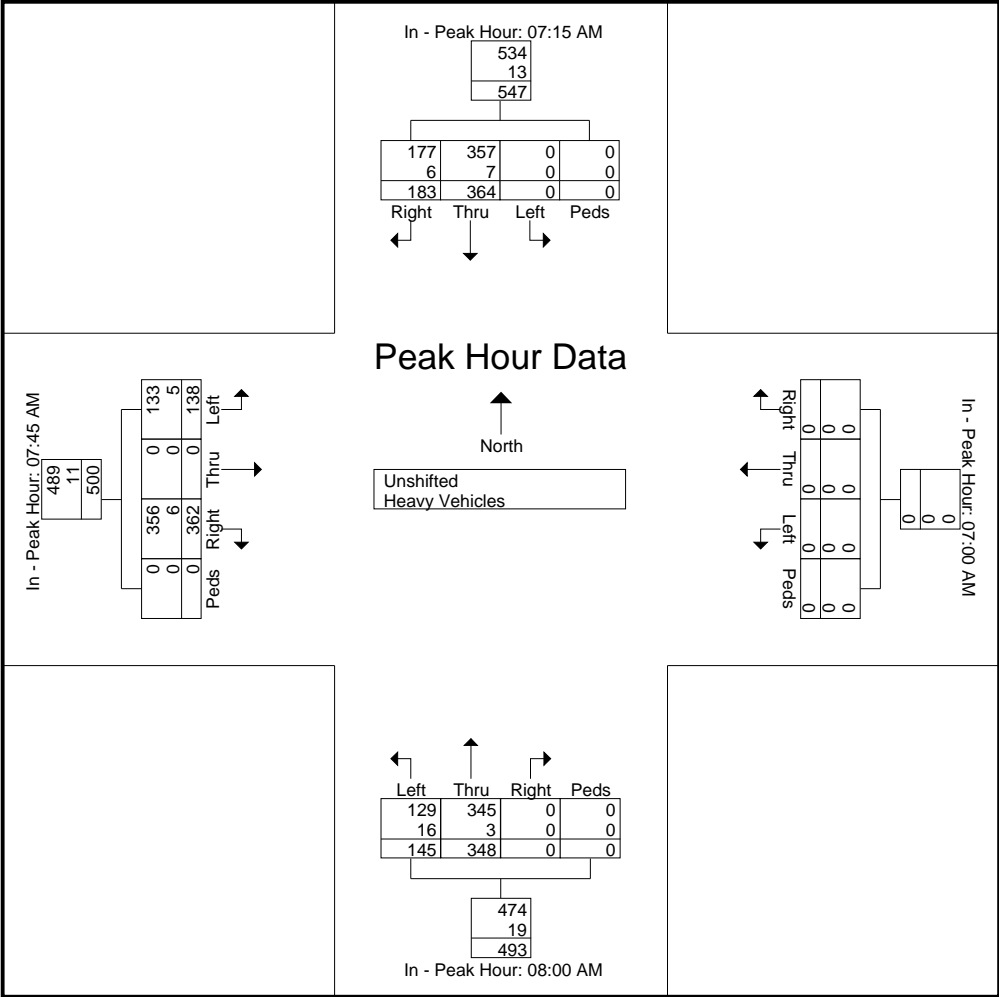 In - Peak Hour: 07:15 AM
534
13
547
177 357 0 0
6 7 0 0
183 364 0 0
Right Thru Left Peds
Peak Hour Data
North
Unshifted
Heavy Vehicles
In - Peak Hour: 07:45 AM
489
11
500
133 0 356 0
5 0 6 0
138 0 362 0
Left Thru Right Peds
In - Peak Hour: 07:00 AM
0
0
0
Right Thru Left Peds
0 0 0 0
0 0 0 0
0 0 0 0
Left Thru Right Peds
129 345 0 0
16 3 0 0
145 348 0 0
474
19
493
In - Peak Hour: 08:00 AM